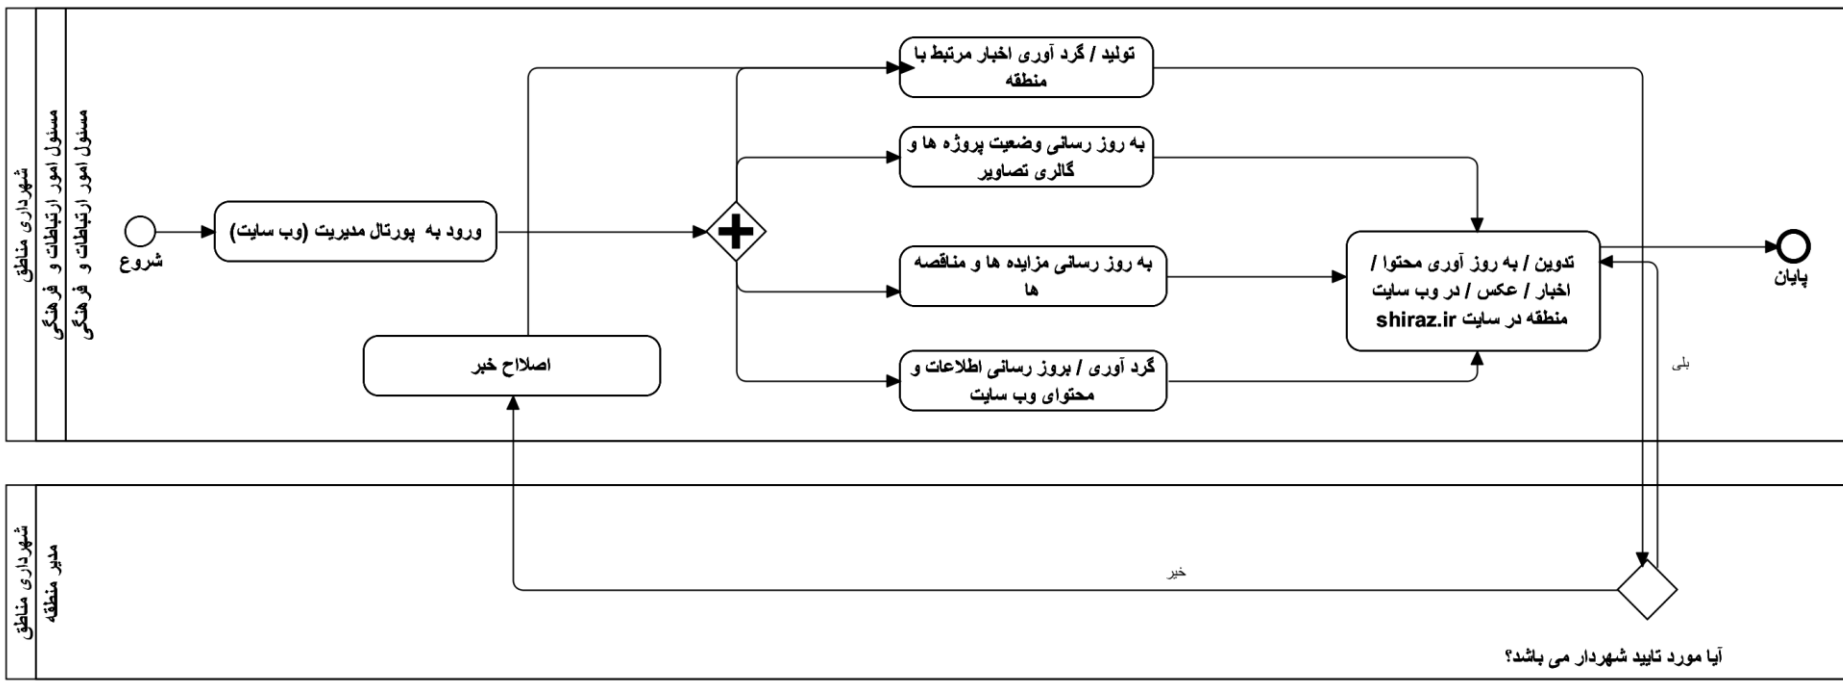 شهرداری مناطق
مسئول امور ارتباطات و فرهنگی
مسئول امور ارتباطات و فرهنگی
شروع
ورود به پورتال مدیریت (وب سایت)
تولید / گرد آوری اخبار مرتبط با
منطقه
به روز رسانی وضعیت پروژه ها و
گالری تصاویر
به روز رسانی مزایده ها و مناقصه
ها
گرد آوری / بروز رسانی اطلاعات و
محتوای وب سایت
اصلااح خبر
تدوین / به روز آوری محتوا /
اخبار / عکس / در وب سایت
منطقه در سایت shiraz.ir
پایان
بلی
شهرداری مناطق
مدیر منطقه
خیر
آیا مورد تایید شهردار می باشد؟